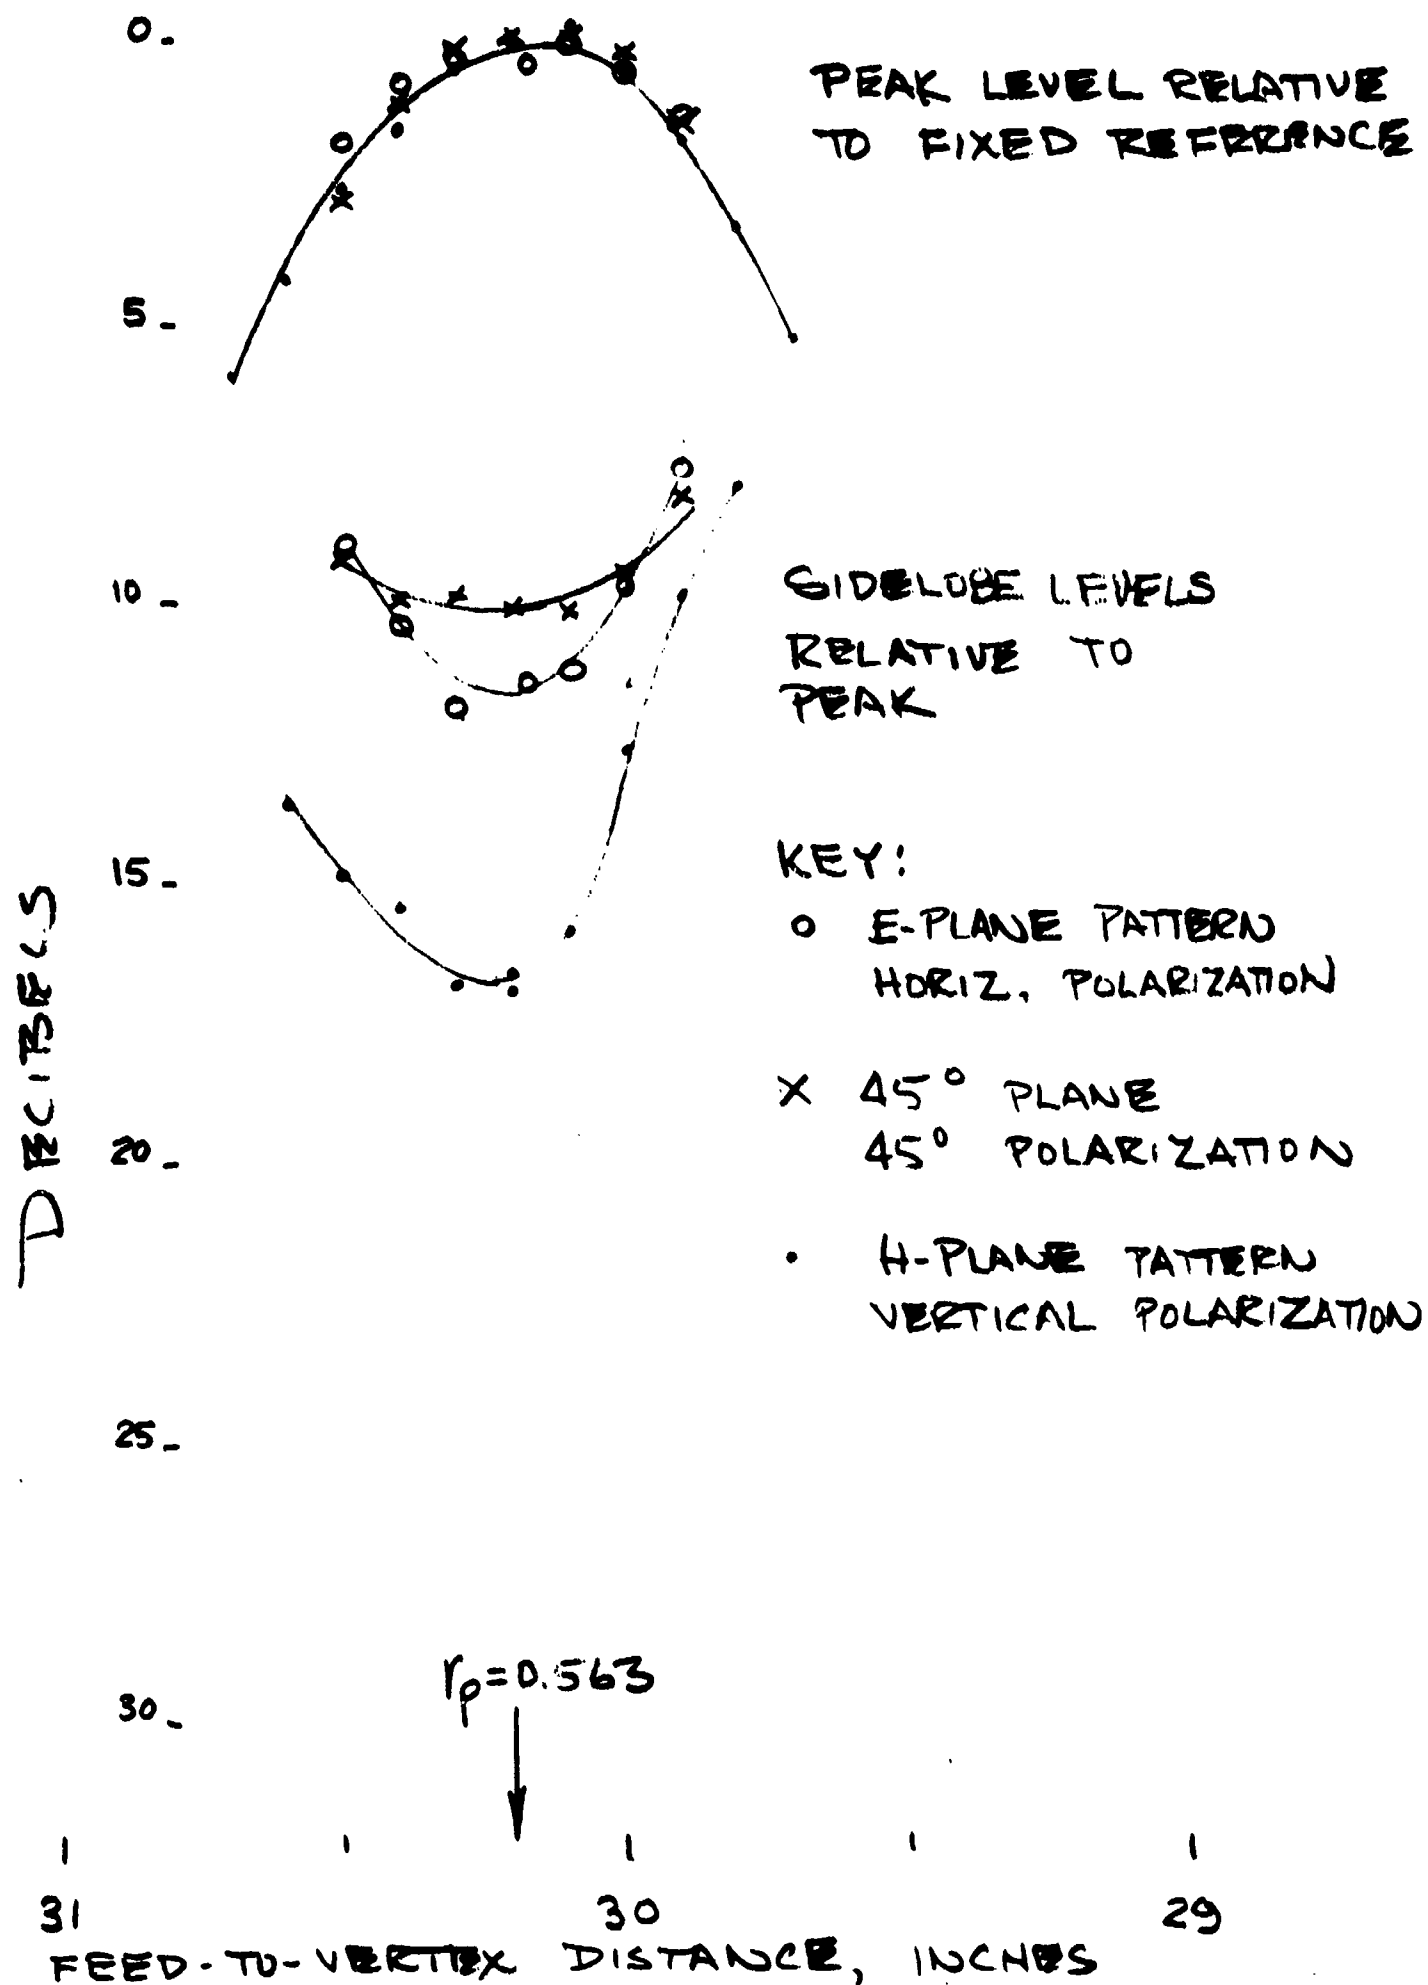 0 -
PEAK LEVEL RELATIVE
TO FIXED REFERENCE
5 -
10 -
SIDELOBE LEVELS
RELATIVE TO
PEAK
15 -
KEY:
o E-PLANE PATTERN
HORIZ. POLARIZATION
x 45° PLANE
45° POLARIZATION
• H-PLANE PATTERN
VERTICAL POLARIZATION
DECIBELS
20 -
25 -
30 -
rρ=0.563
31 30 29
FEED-TO-VERTEX DISTANCE, INCHES